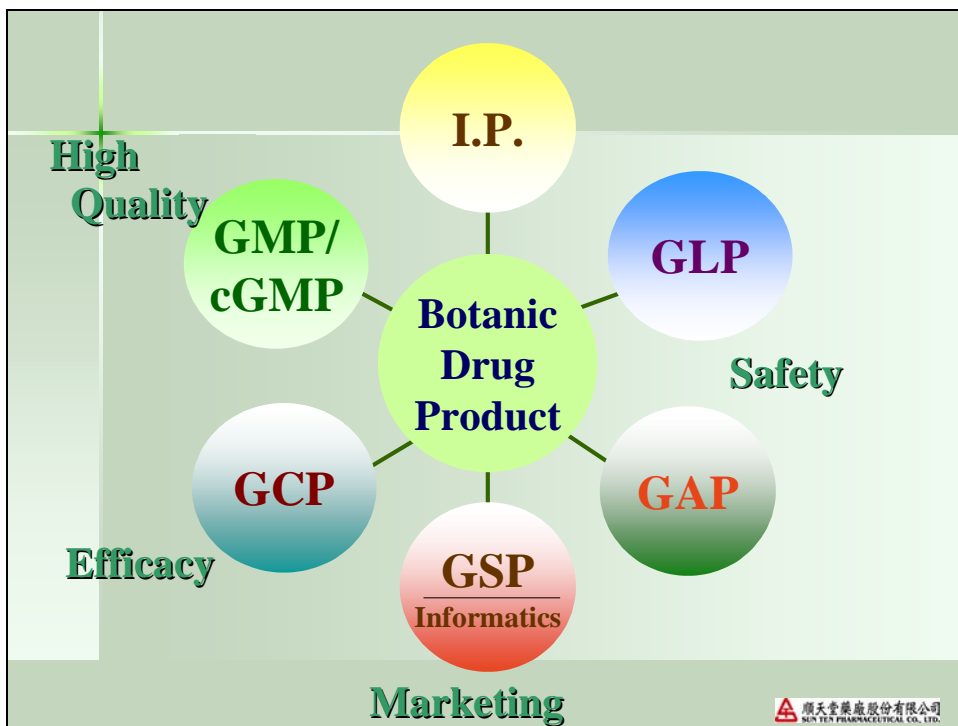 I.P.
High
Quality
GMP/
cGMP
GLP
Botanic
Drug
Product
Safety
GCP
GAP
Efficacy
GSP
Informatics
Marketing
順天堂藥廠股份有限公司
SUN TEN PHARMACEUTICAL CO., LTD.